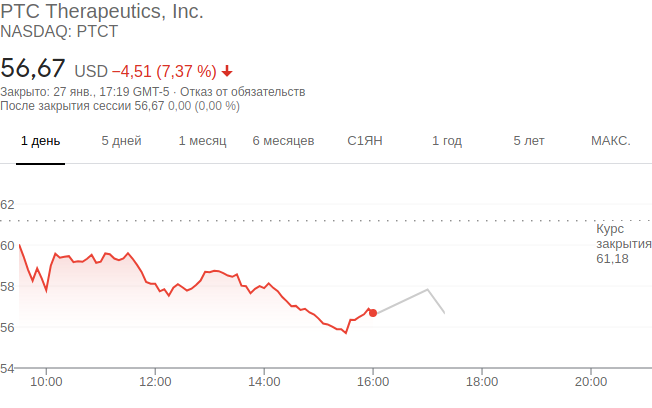 PTC Therapeutics, Inc.
NASDAQ: PTCT
56,67 USD −4,51 (7,37 %)
Закрыто: 27 янв., 17:19 GMT-5 · Отказ от обязательств
После закрытия сессии 56,67 0,00 (0,00 %)
1 день 5 дней 1 месяц 6 месяцев С1ЯН 1 год 5 лет МАКС.
62
60
58
56
54
Курс
закрытия
61,18
10:00 12:00 14:00 16:00 18:00 20:00